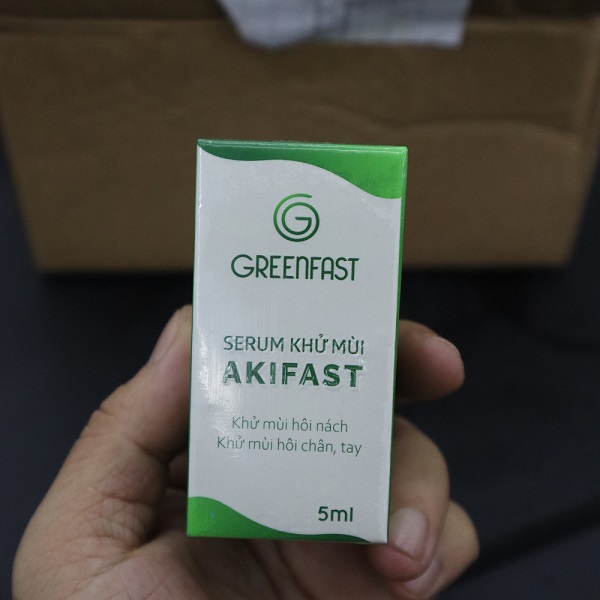 GREENFAST
SERUM KHỬ MÙI
AKIFAST
Khử mùi hôi nách
Khử mùi hôi chân, tay
5ml